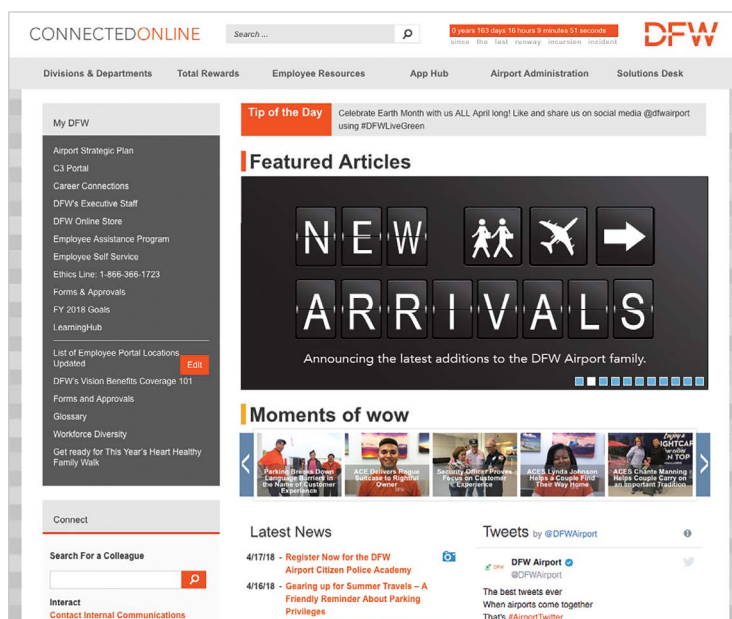 CONNECTEDONLINE
Search ...
0 years 163 days 16 hours 9 minutes 51 seconds
since the last runway incursion incident
DFW
Divisions & Departments
Total Rewards
Employee Resources
App Hub
Airport Administration
Solutions Desk
My DFW
Airport Strategic Plan
C3 Portal
Career Connections
DFW's Executive Staff
DFW Online Store
Employee Assistance Program
Employee Self Service
Ethics Line: 1-866-366-1723
Forms & Approvals
FY 2018 Goals
LearningHub
List of Employee Portal Locations
Updated
Edit
DFW's Vision Benefits Coverage 101
Forms and Approvals
Glossary
Workforce Diversity
Get ready for This Year's Heart Healthy
Family Walk
Connect
Search For a Colleague
Interact
Contact Internal Communications
Tip of the Day
Celebrate Earth Month with us ALL April long! Like and share us on social media @dfwairport
using #DFWLiveGreen
Featured Articles
NEW
ARRIVALS
Announcing the latest additions to the DFW Airport family.
Moments of wow
Parking Breaks Down
Language Barriers in
the Name of Customer
Experience
ACE Delivers Rogue
Suitcase to Rightful
Owner
Security Officer Proves
Focus on Customer
Experience
ACES Lynda Johnson
Helps a Couple Find
Their Way Home
ACES Chante Manning
Helps Couple Carry on
an Important Tradition
Latest News
4/17/18 - Register Now for the DFW
Airport Citizen Police Academy
4/16/18 - Gearing up for Summer Travels – A
Friendly Reminder About Parking
Privileges
Tweets by @DFWAirport
DFW Airport
@DFWAirport
The best tweets ever
When airports come together
That's #AirportTwitter